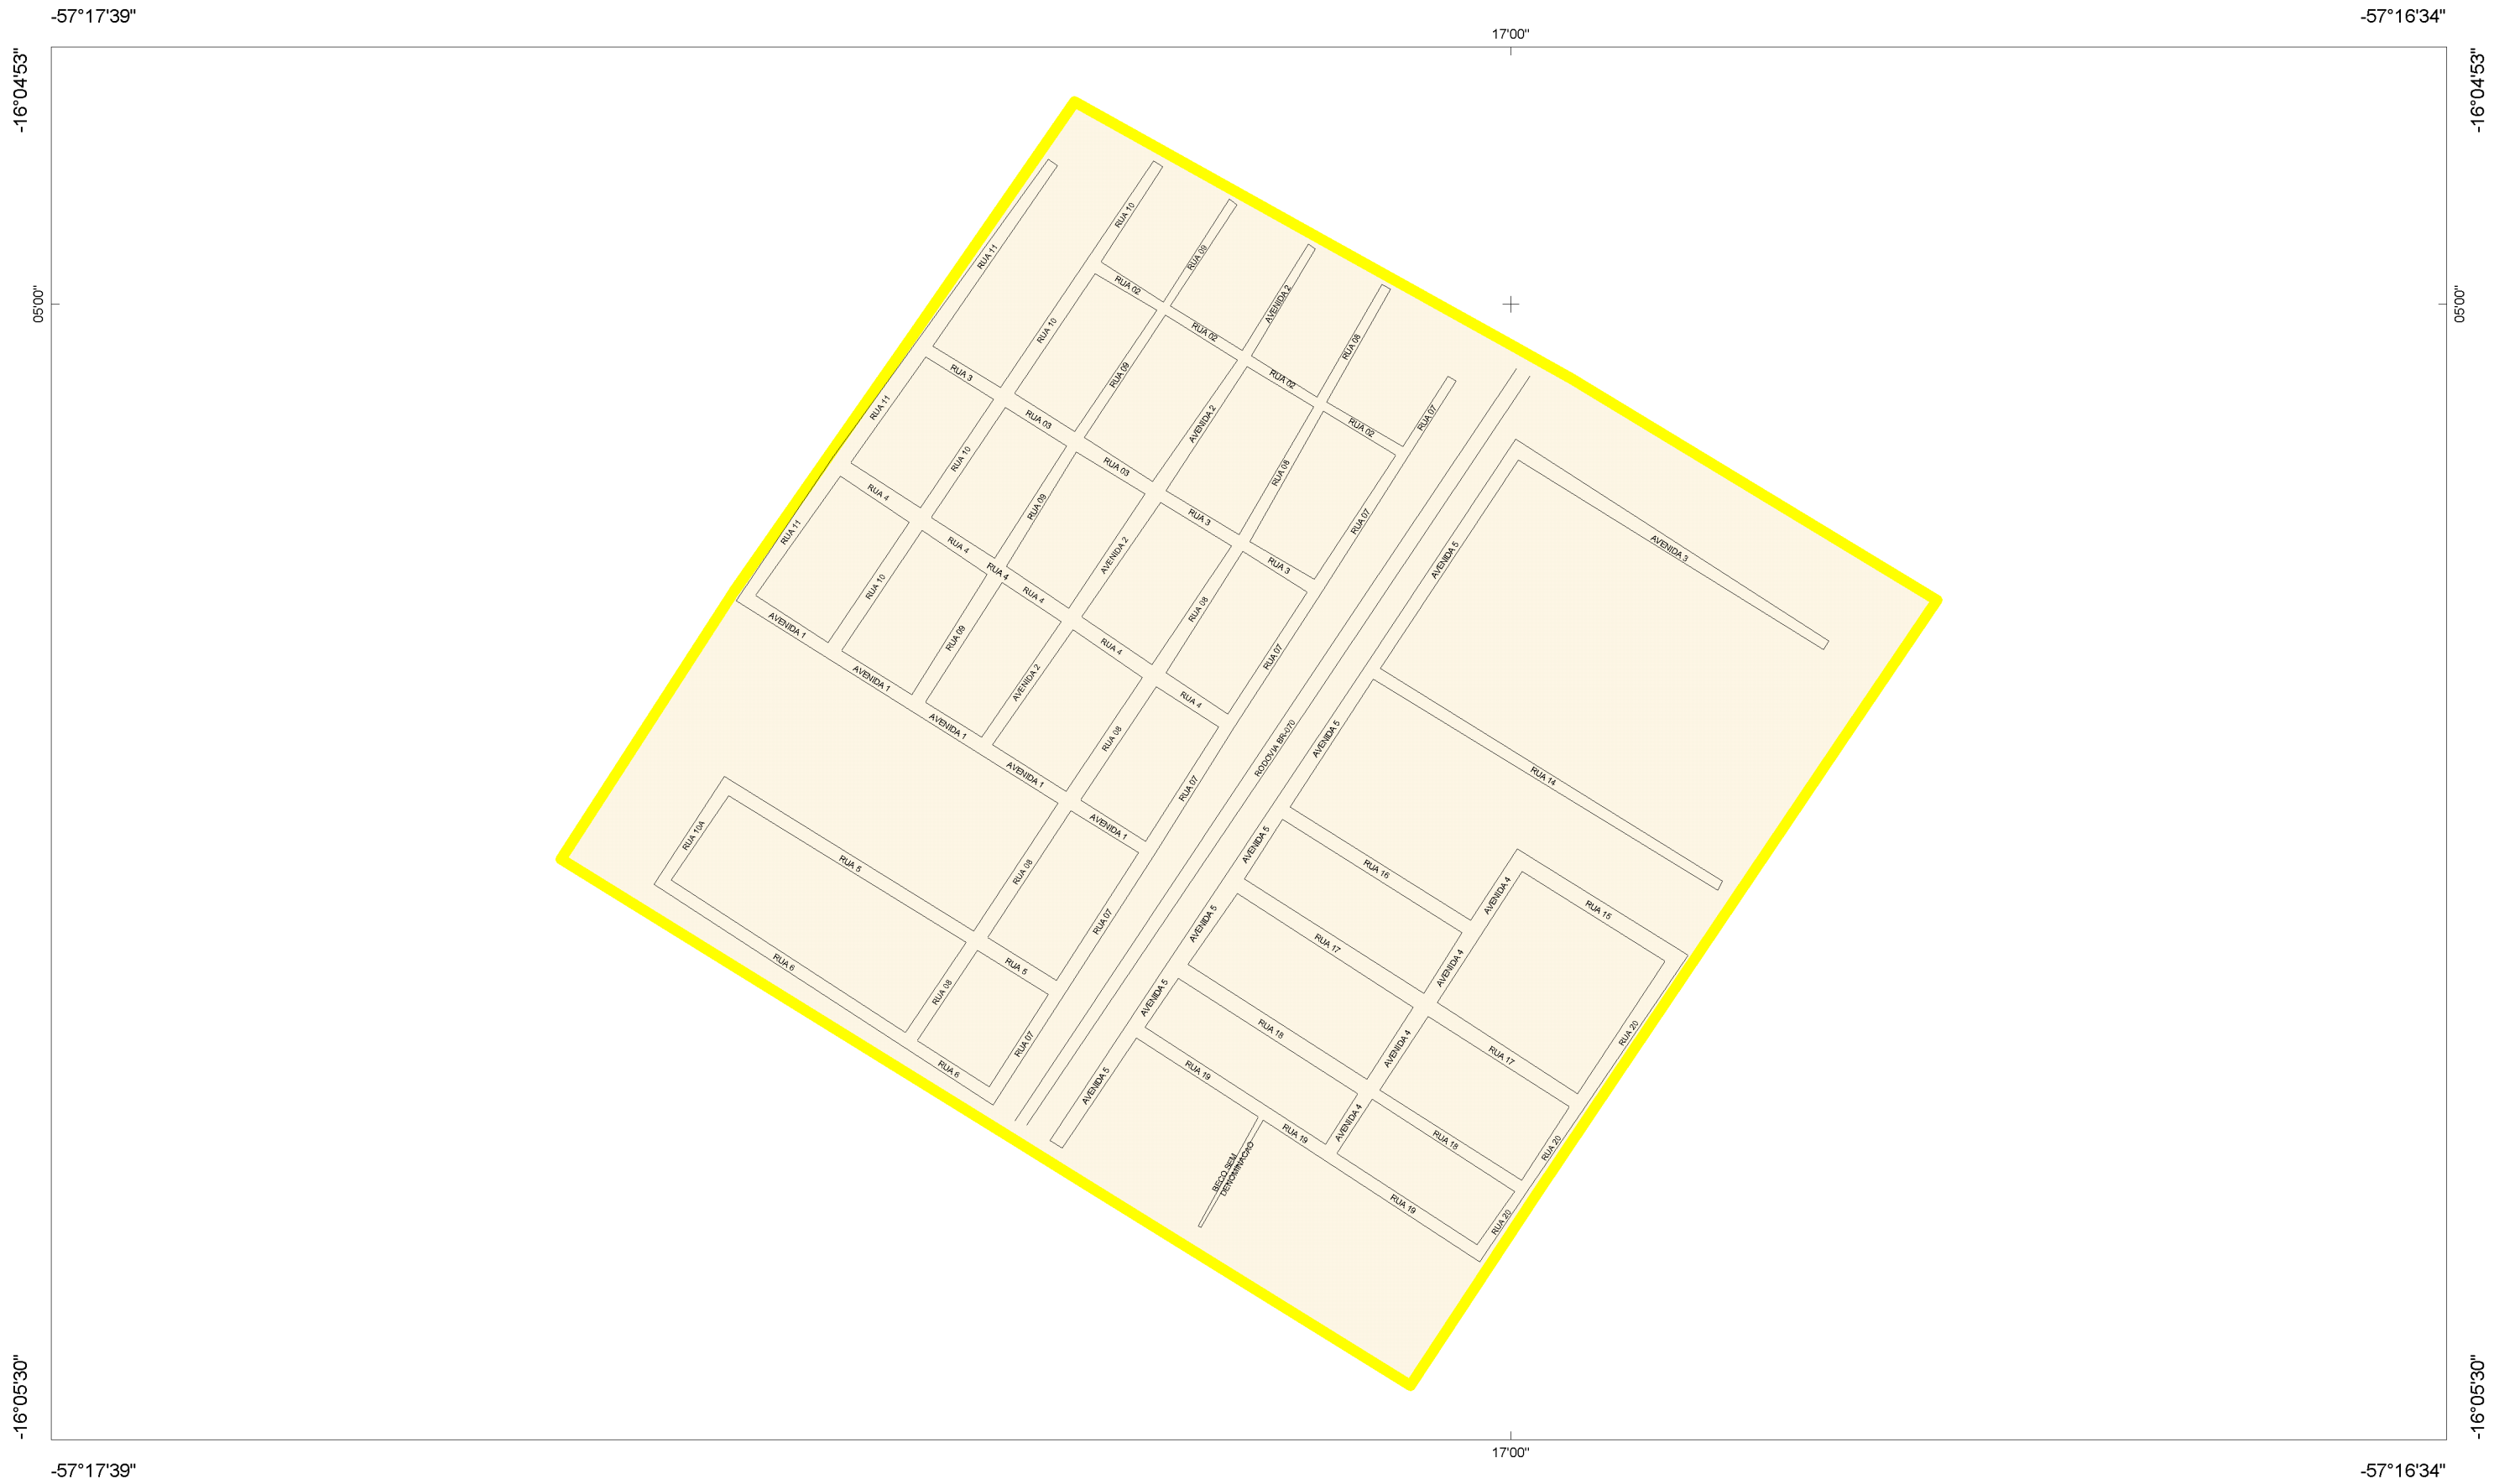 -57°17'39"
-57°16'34"
17'00"
-16°04'53"
-16°04'53"
05'00"
05'00"
RUA 10
RUA 11
RUA 09
RUA 02
AVENIDA 2
RUA 10
RUA 02
RUA 08
RUA 3
RUA 09
RUA 02
RUA 11
RUA 03
AVENIDA 2
RUA 02
RUA 07
RUA 10
RUA 03
RUA 08
RUA 4
RUA 09
RUA 3
RUA 07
RUA 11
RUA 4
AVENIDA 2
RUA 3
AVENIDA 5
AVENIDA 3
RUA 4
RUA 10
RUA 4
RUA 08
AVENIDA 1
RUA 09
RUA 4
RUA 07
AVENIDA 1
AVENIDA 2
RUA 4
AVENIDA 1
RUA 08
RODOVIA BR-070
AVENIDA 5
AVENIDA 1
RUA 07
RUA 14
RUA 10A
AVENIDA 1
AVENIDA 5
RUA 5
RUA 08
RUA 16
AVENIDA 4
RUA 15
RUA 07
AVENIDA 5
RUA 17
RUA 6
RUA 5
AVENIDA 4
RUA 08
AVENIDA 5
RUA 18
RUA 07
AVENIDA 4
RUA 17
RUA 20
RUA 6
AVENIDA 5
RUA 19
AVENIDA 4
RUA 19
RUA 18
RUA 20
BECO SEM
DENOMINACAO
RUA 19
RUA 20
-16°05'30"
-16°05'30"
17'00"
-57°17'39"
-57°16'34"